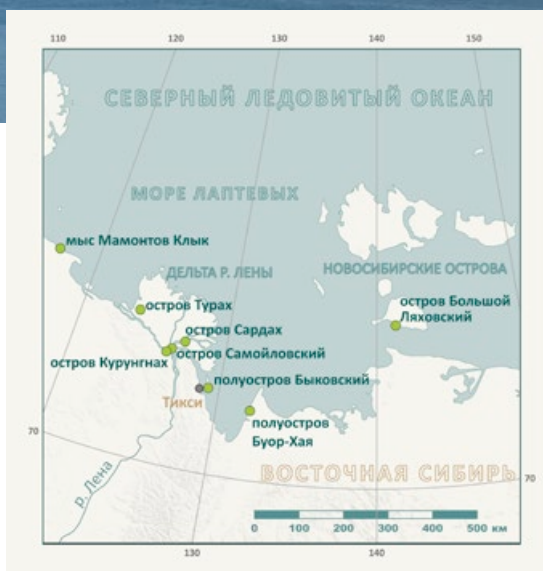 110
120
130
140
150
СЕВЕРНЫЙ ЛЕДОВИТЫЙ ОКЕАН
МОРЕ ЛАПТЕВЫХ
мыс Мамонтов Клык
ДЕЛЬТА Р. ЛЕНЫ
НОВОСИБИРСКИЕ ОСТРОВА
остров Турах
остров Большой
Ляховский
остров Сардах
остров Самойловский
остров Курунгнах
полуостров Быковский
Тикси
полуостров
Буор-Хая
70
ВОСТОЧНАЯ СИБИРЬ
70
р. Лена
0 100 200 300 400 500 км
130
140